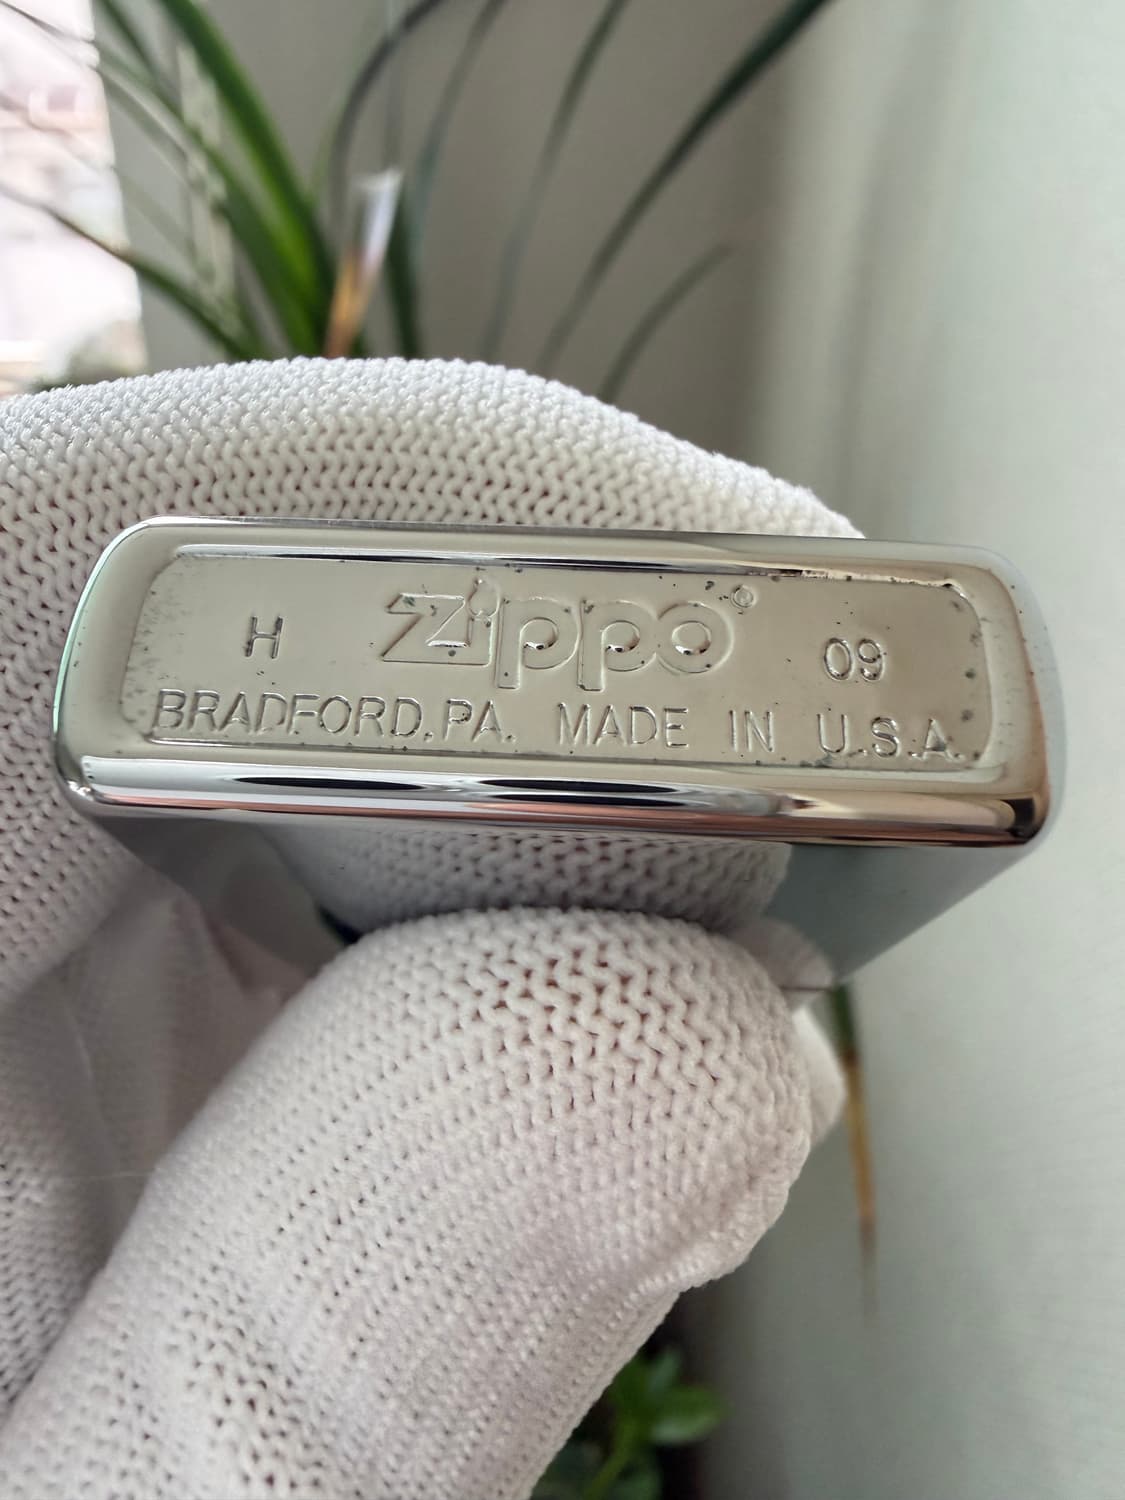 H Zippo® 09
BRADFORD,PA. MADE IN U.S.A.